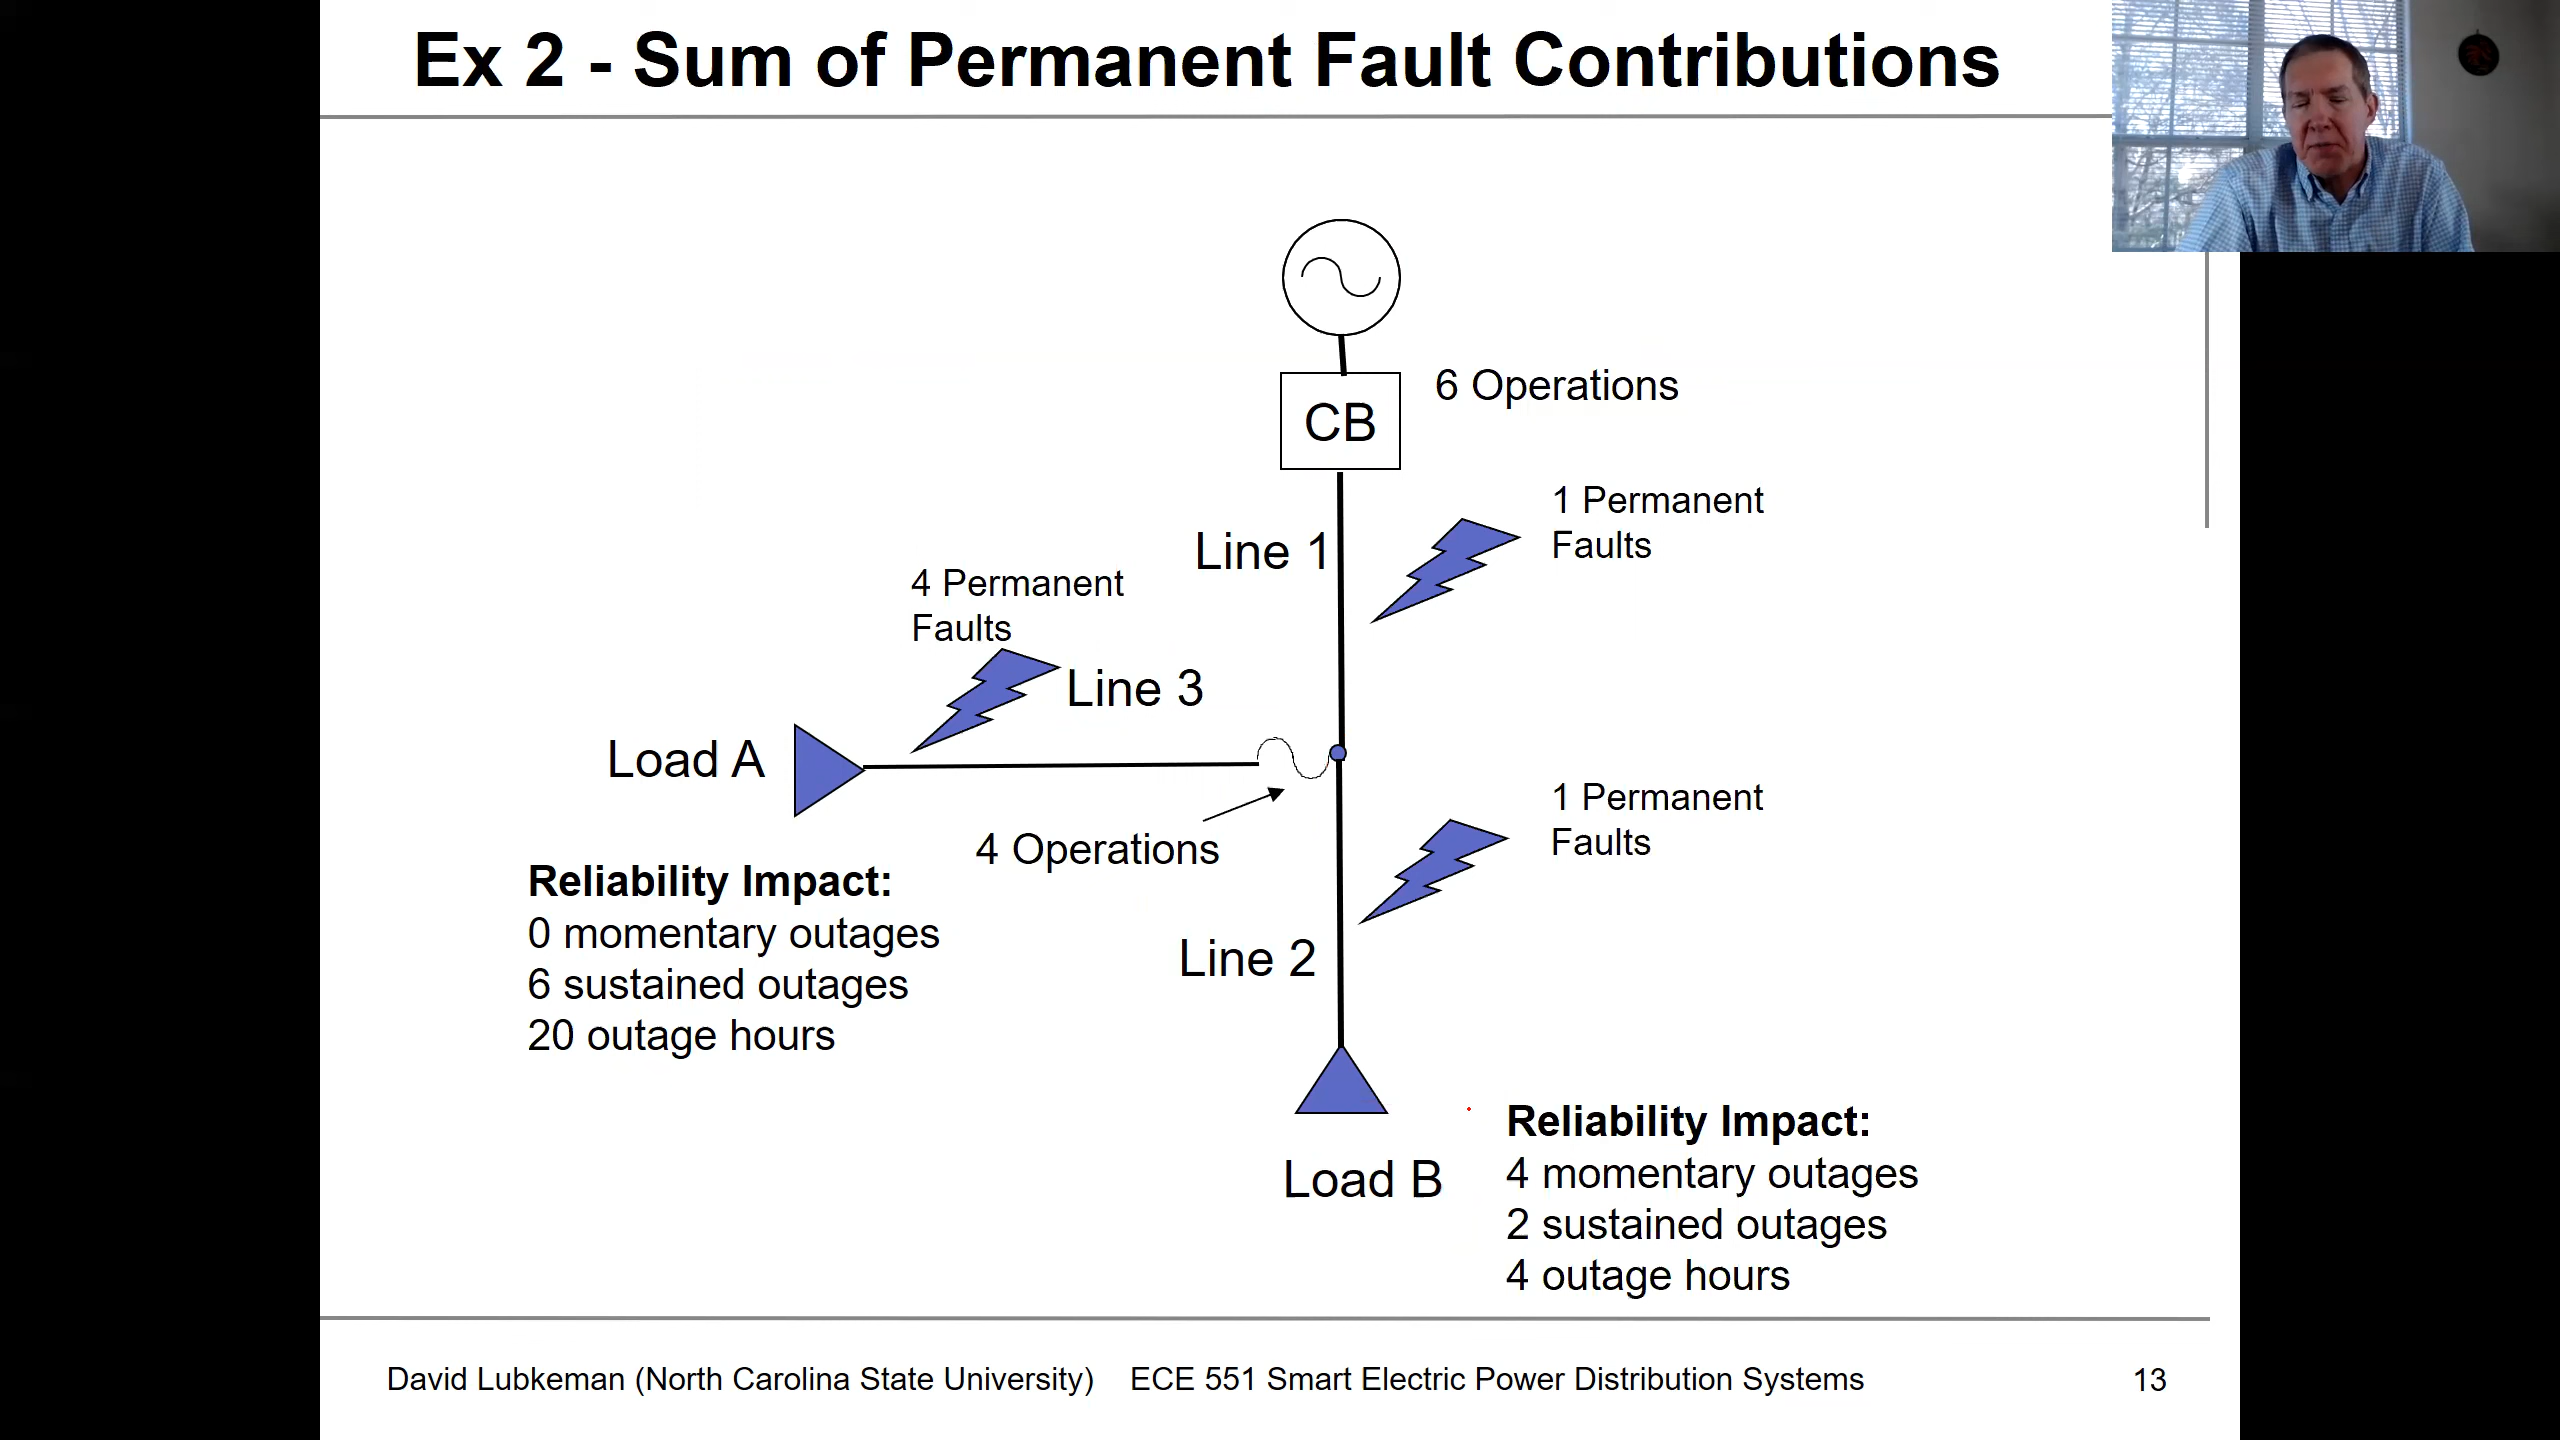 Ex 2 - Sum of Permanent Fault Contributions
6 Operations
CB
1 Permanent
Faults
Line 1
4 Permanent
Faults
Line 3
Load A
4 Operations
1 Permanent
Faults
Reliability Impact:
0 momentary outages
6 sustained outages
20 outage hours
Line 2
Load B
Reliability Impact:
4 momentary outages
2 sustained outages
4 outage hours
David Lubkeman (North Carolina State University) ECE 551 Smart Electric Power Distribution Systems 13